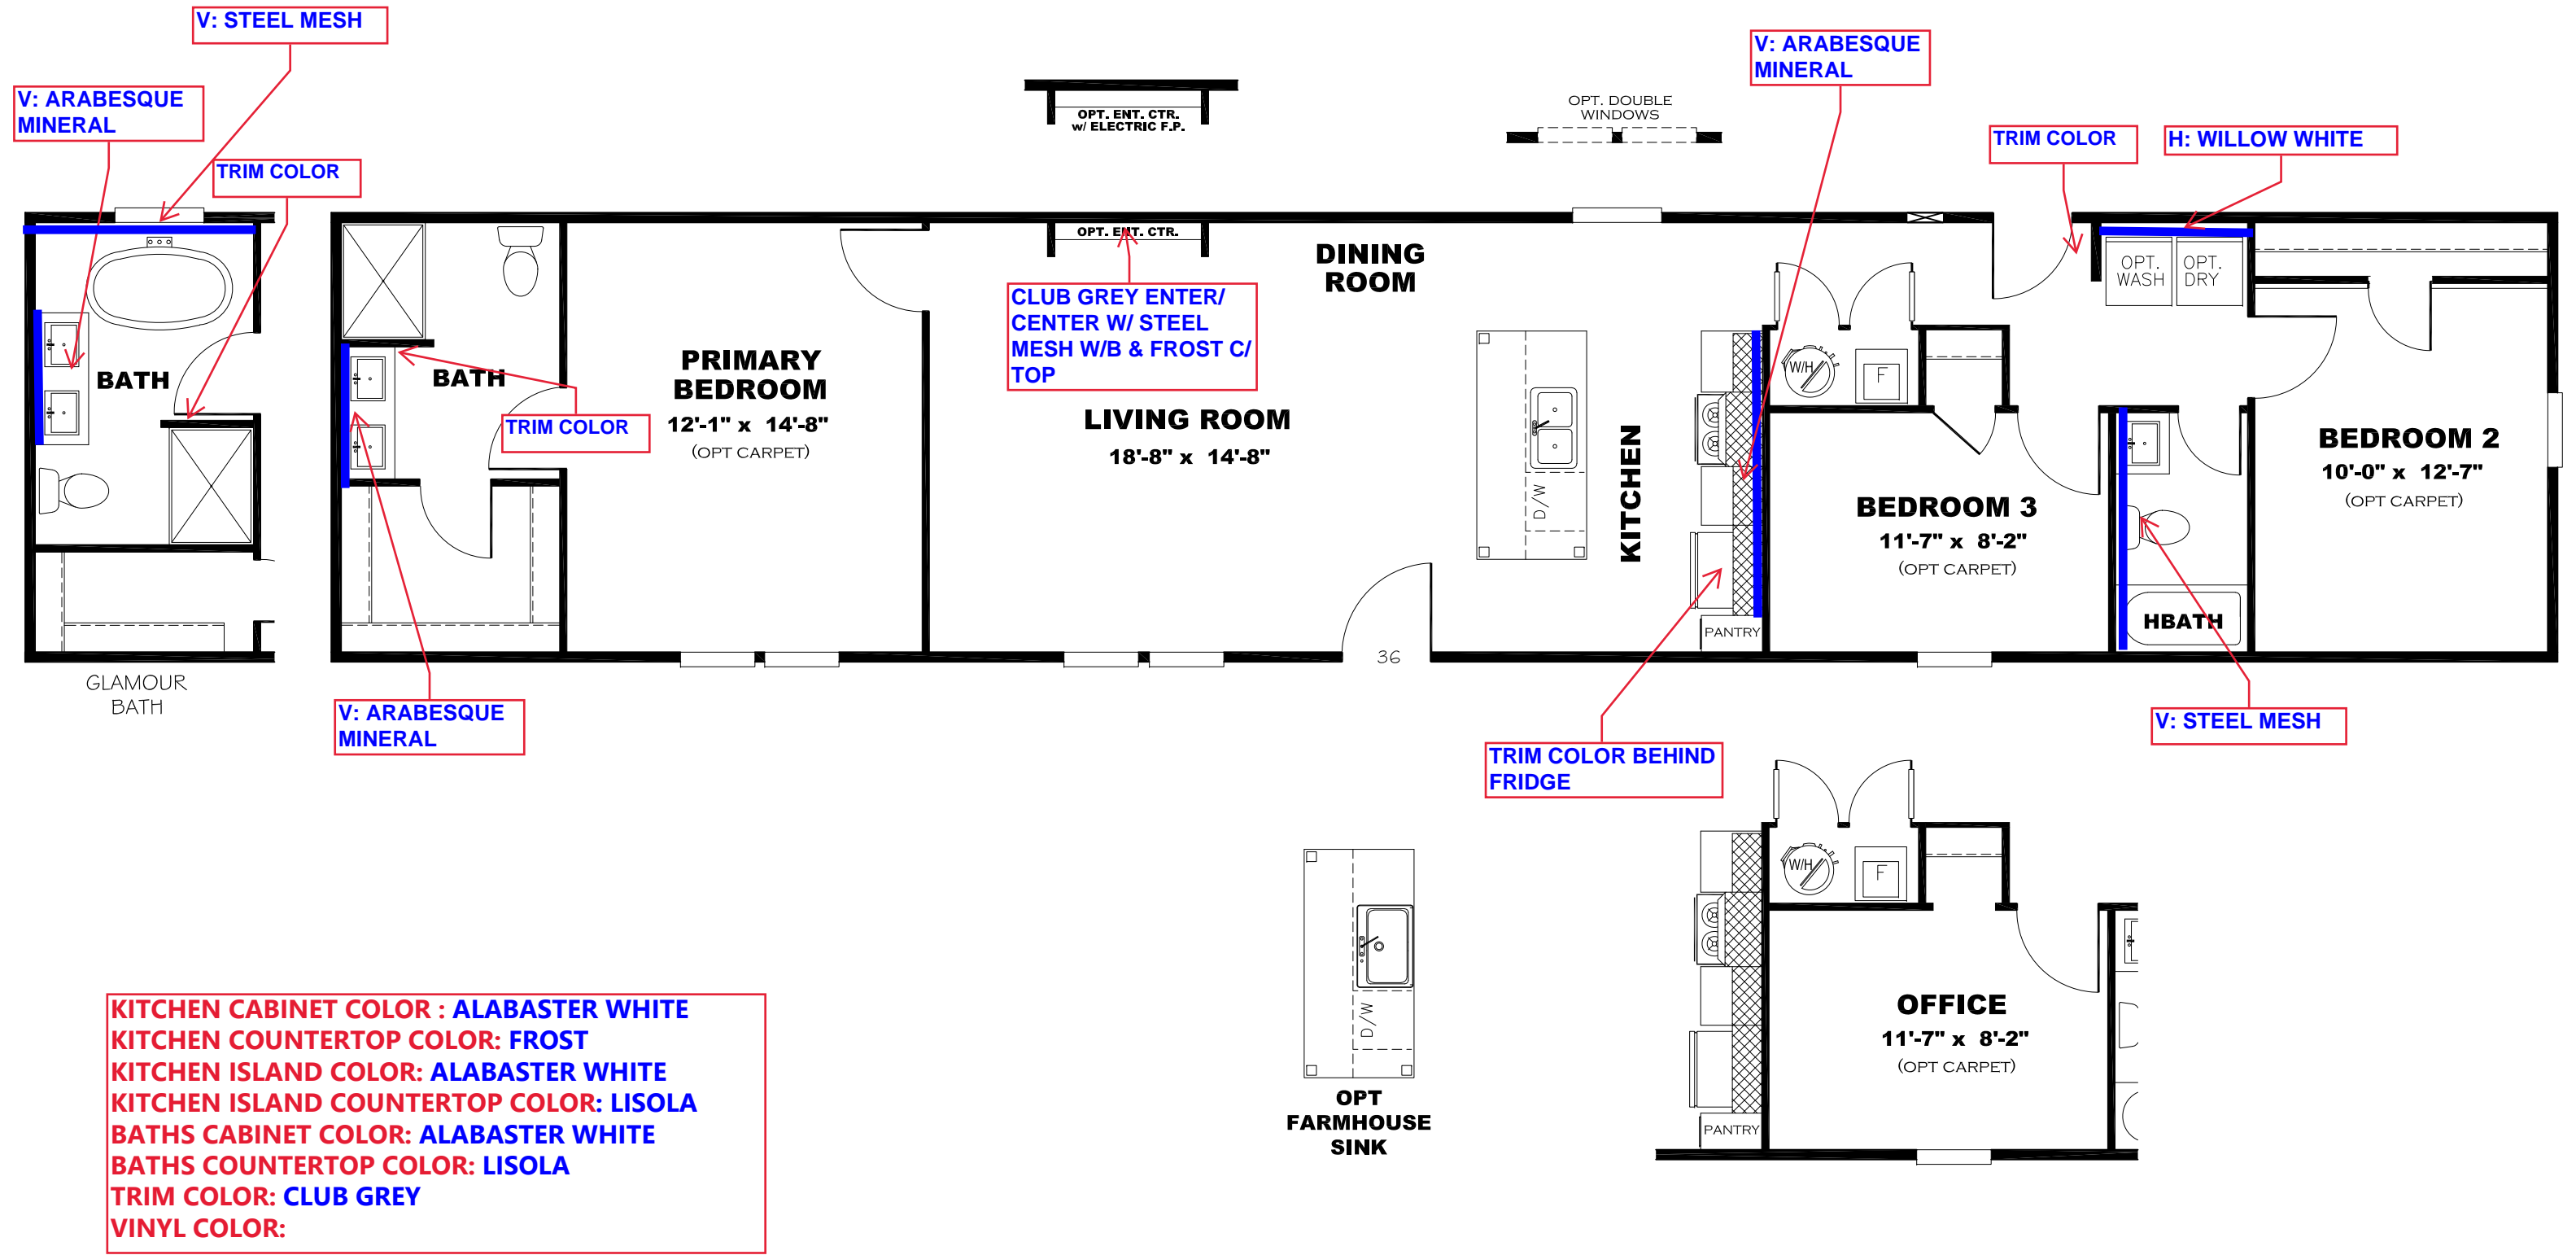 V: STEEL MESH
V: ARABESQUE
MINERAL
TRIM COLOR
OPT. ENT. CTR.
w/ ELECTRIC F.P.
OPT. DOUBLE
WINDOWS
V: ARABESQUE
MINERAL
TRIM COLOR
H: WILLOW WHITE
BATH
GLAMOUR
BATH
BATH
TRIM COLOR
V: ARABESQUE
MINERAL
PRIMARY
BEDROOM
12'-1" x 14'-8"
(OPT CARPET)
OPT. ENT. CTR.
CLUB GREY ENTER/
CENTER W/ STEEL
MESH W/B & FROST C/
TOP
LIVING ROOM
18'-8" x 14'-8"
DINING
ROOM
D/W
KITCHEN
36
PANTRY
TRIM COLOR BEHIND
FRIDGE
W/H
F
BEDROOM 3
11'-7" x 8'-2"
(OPT CARPET)
OPT.
WASH
OPT.
DRY
HBATH
V: STEEL MESH
BEDROOM 2
10'-0" x 12'-7"
(OPT CARPET)
D/W
OPT
FARMHOUSE
SINK
W/H
F
PANTRY
OFFICE
11'-7" x 8'-2"
(OPT CARPET)
KITCHEN CABINET COLOR : ALABASTER WHITE
KITCHEN COUNTERTOP COLOR: FROST
KITCHEN ISLAND COLOR: ALABASTER WHITE
KITCHEN ISLAND COUNTERTOP COLOR: LISOLA
BATHS CABINET COLOR: ALABASTER WHITE
BATHS COUNTERTOP COLOR: LISOLA
TRIM COLOR: CLUB GREY
VINYL COLOR: